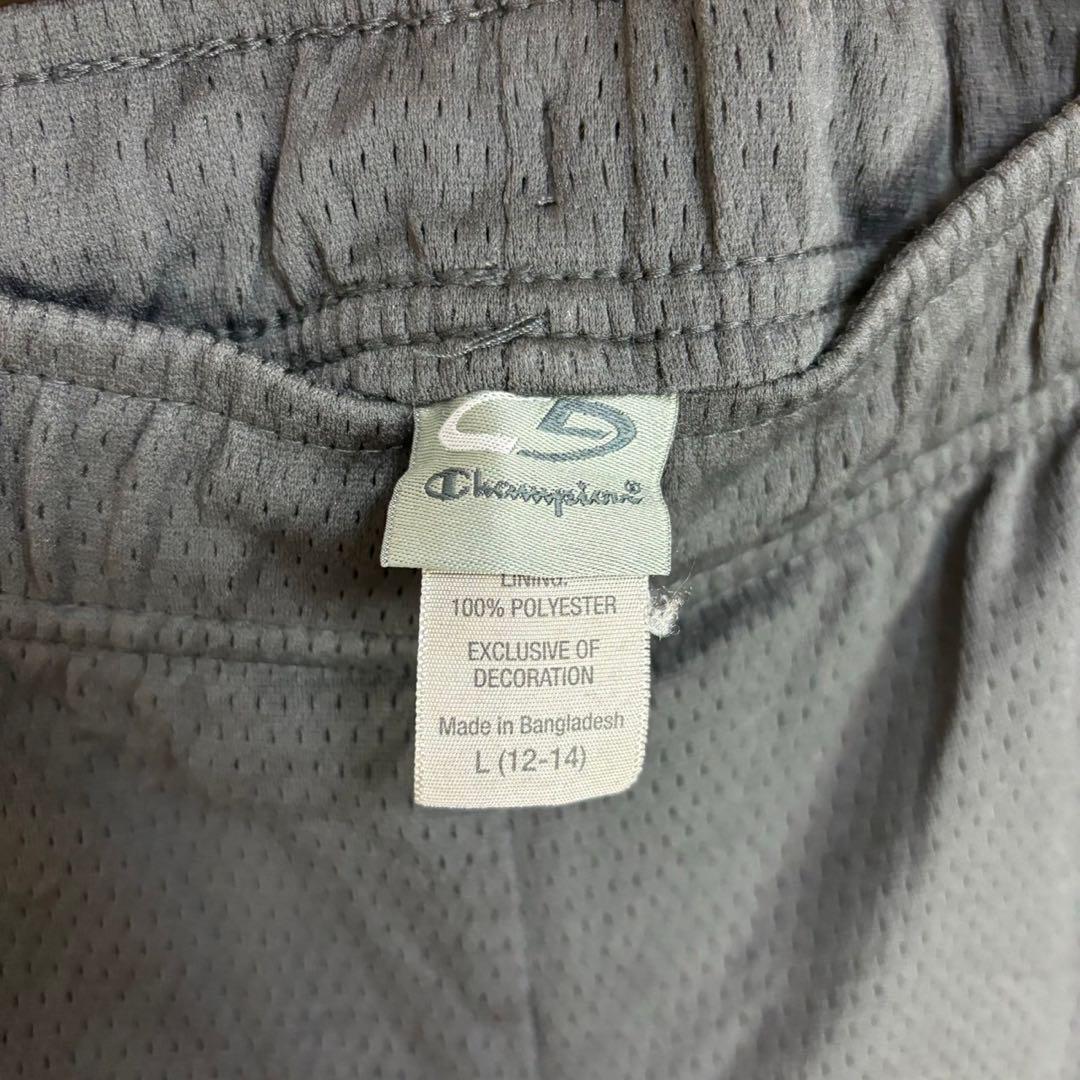 Champion®
LINING:
100% POLYESTER
EXCLUSIVE OF
DECORATION
Made in Bangladesh
L (12-14)